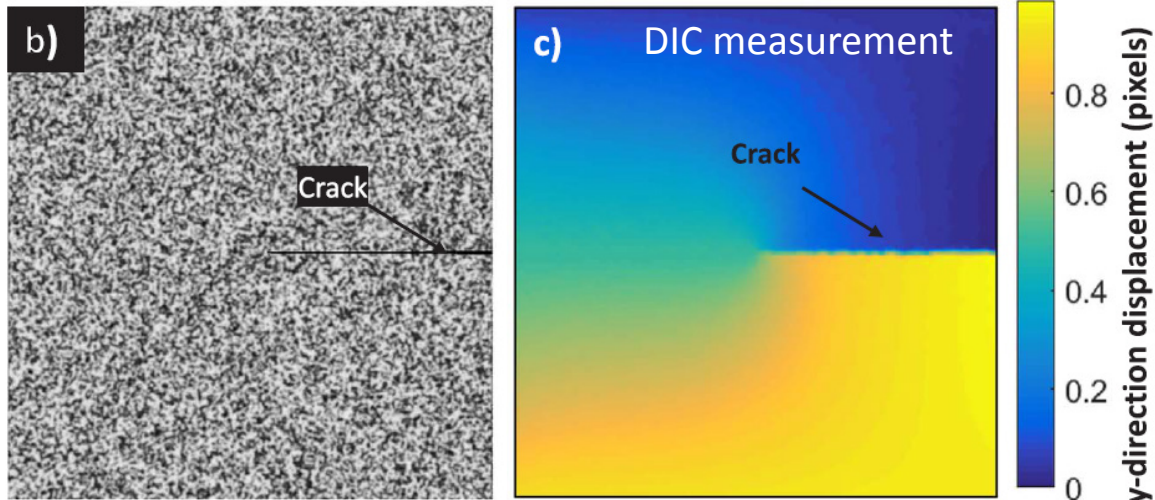 b)
Crack
c)
DIC measurement
Crack
0.8
0.6
0.4
0.2
0
y-direction displacement (pixels)